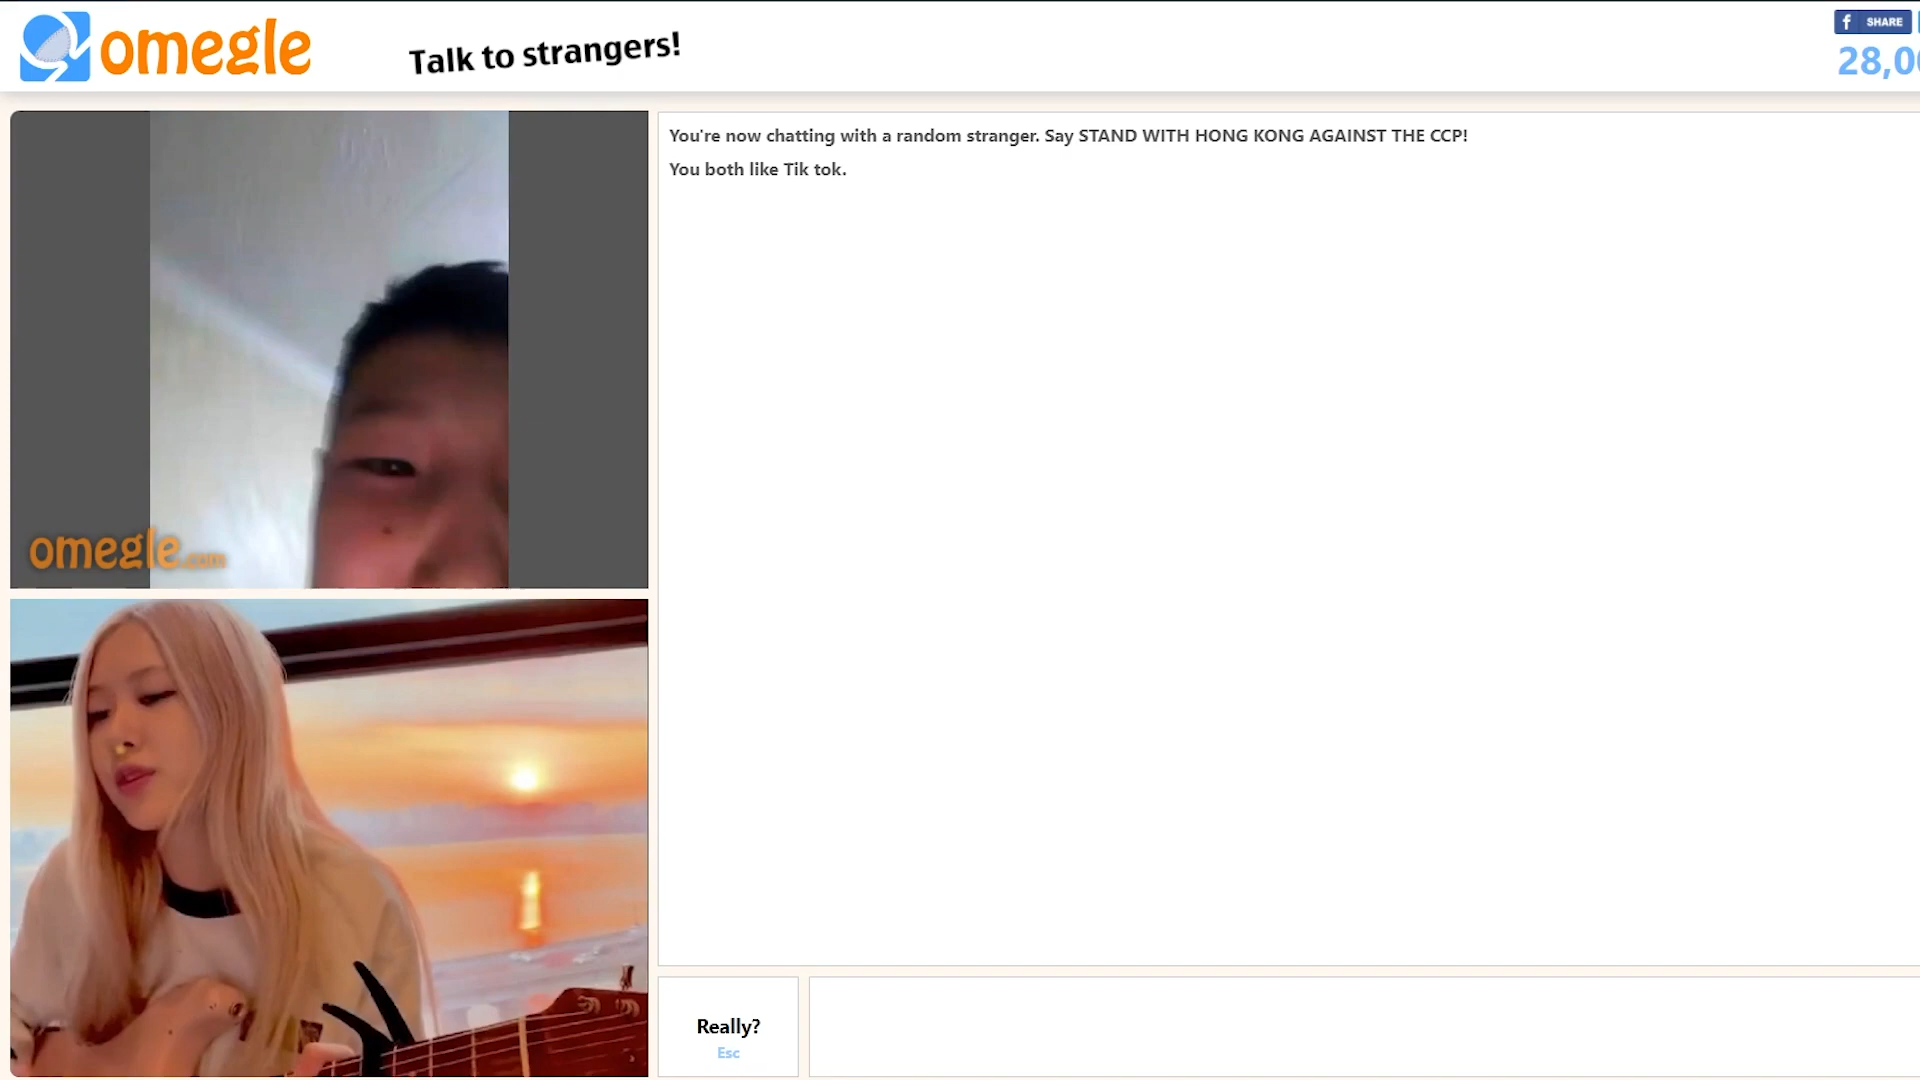 omegle
Talk to strangers!
f SHARE
28,0
You're now chatting with a random stranger. Say STAND WITH HONG KONG AGAINST THE CCP!
You both like Tik tok.
omegle.com
Really?
Esc